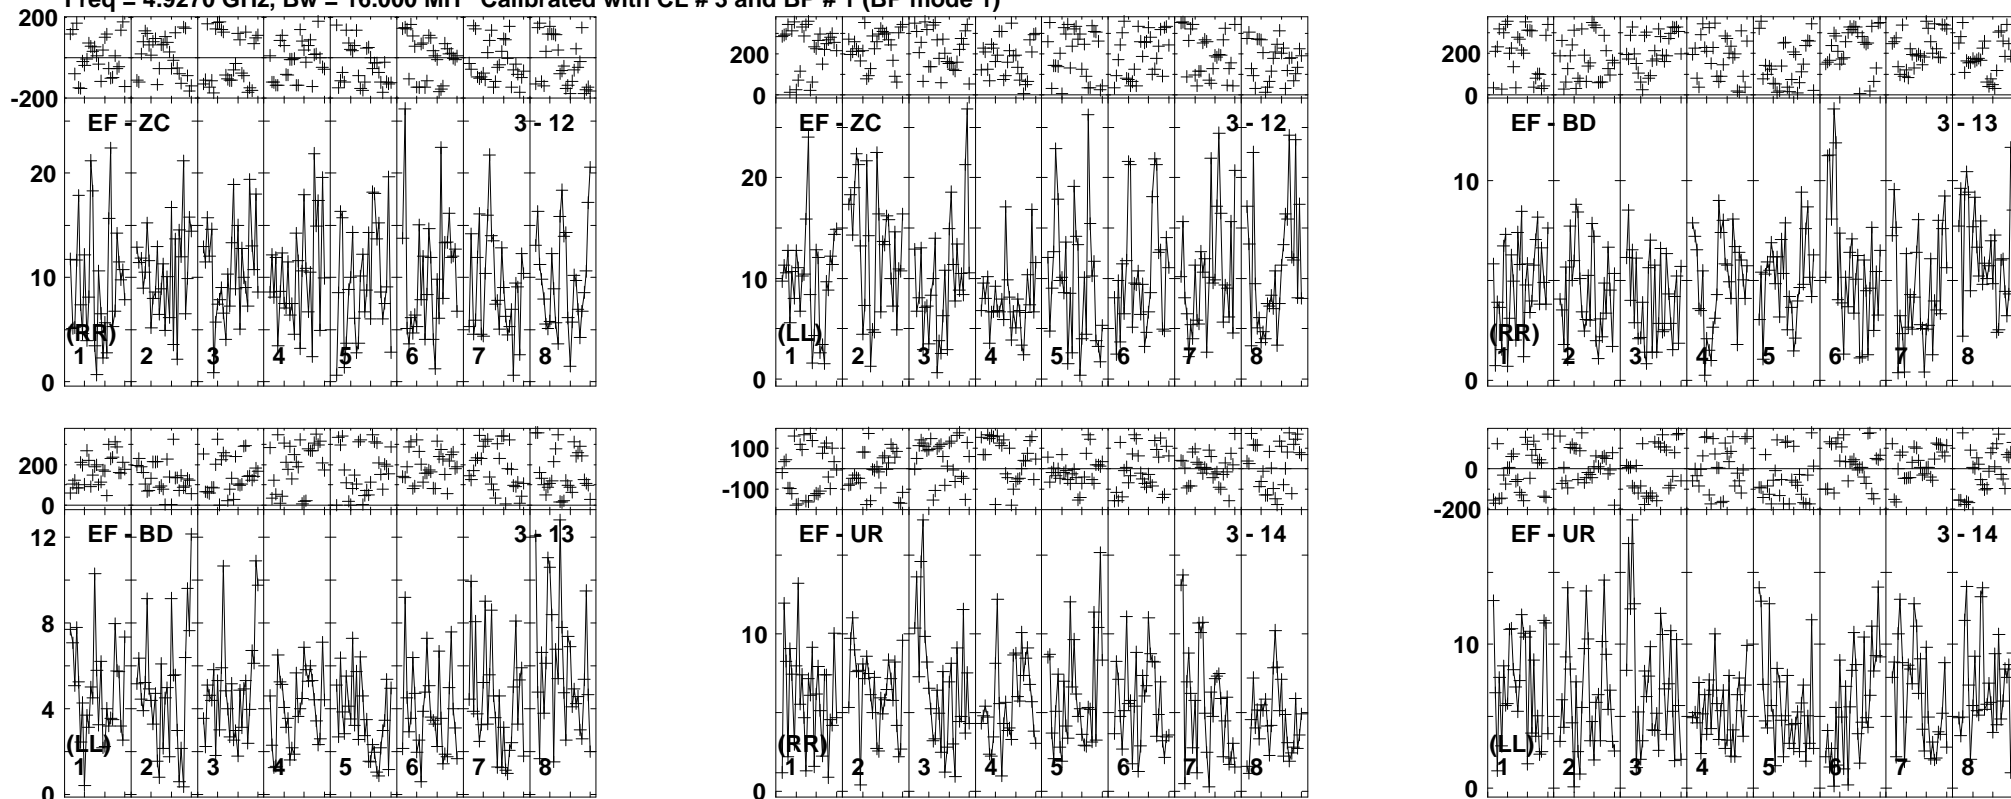 Freq = 4.9270 GHz, Bw = 16.000 MH Calibrated with CL # 3 and BP # 1 (BP mode 1)
200
-200
EF - ZC 3 - 12
20
10
(RR)
1 2 3 4 5 6 7 8
0
200
0
EF - ZC 3 - 12
20
10
(LL)
1 2 3 4 5 6 7 8
0
200
0
EF - BD 3 - 13
10
(RR)
1 2 3 4 5 6 7 8
0
200
0
EF - BD 3 - 13
12
8
4
(LL)
1 2 3 4 5 6 7 8
0
100
-100
EF - UR 3 - 14
10
(RR)
1 2 3 4 5 6 7 8
0
0
-200
EF - UR 3 - 14
10
(LL)
1 2 3 4 5 6 7 8
0